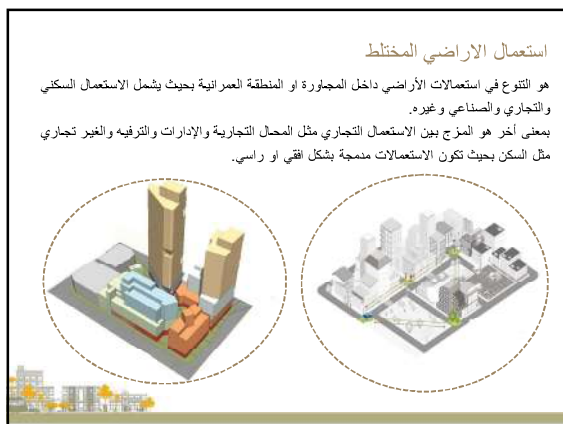 استعمال الاراضي المختلط
هو التنوع في استعمالات الأراضي داخل المجاورة او المنطقة العمرانية بحيث يشمل الاستعمال السكني
والتجاري والصناعي وغيره.
بمعنى أخر هو المزج بين الاستعمال التجاري مثل المحال التجارية والإدارات والترفيه والغير تجاري
مثل السكن بحيث تكون الاستعمالات مدمجة بشكل افقي او راسي.